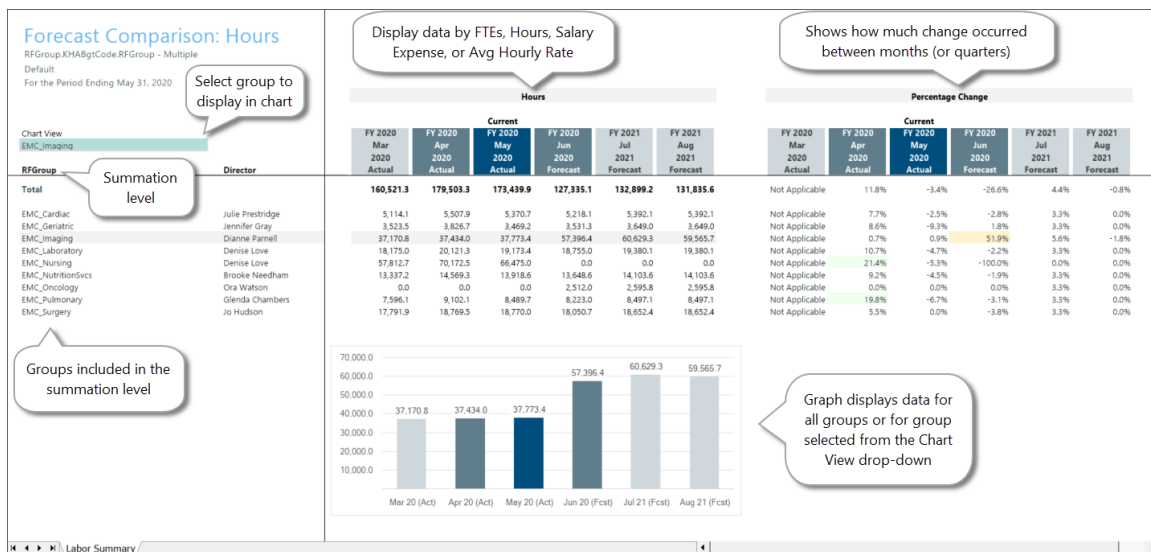 Forecast Comparison: Hours
RFGroup.KHABgtCode.RFGroup - Multiple
Default
For the Period Ending May 31, 2020
Select group to
display in chart
Display data by FTEs, Hours, Salary
Expense, or Avg Hourly Rate
Shows how much change occurred
between months (or quarters)
Hours
Percentage Change
Chart View
EMC_Imaging
Current
Current
FY 2020 FY 2020 FY 2020 FY 2020 FY 2021 FY 2021 FY 2020 FY 2020 FY 2020 FY 2020 FY 2021 FY 2021
Mar Apr May Jun Jul Aug Mar Apr May Jun Jul Aug
2020 2020 2020 2020 2021 2021 2020 2020 2020 2020 2021 2021
RFGroup Director Actual Actual Actual Forecast Forecast Forecast Actual Actual Actual Forecast Forecast Forecast
Summation
level
Total 160,521.3 179,503.3 173,439.9 127,335.1 132,899.2 131,835.6 Not Applicable 11.8% -3.4% -26.6% 4.4% -0.8%
EMC_Cardiac Julie Prestridge 5,114.1 5,507.9 5,370.7 5,218.1 5,392.1 5,392.1 Not Applicable 7.7% -2.5% -2.8% 3.3% 0.0%
EMC_Geriatric Jennifer Gray 3,523.5 3,826.7 3,469.2 3,531.3 3,649.0 3,649.0 Not Applicable 8.6% -9.3% 1.8% 3.3% 0.0%
EMC_Imaging Dianne Parnell 37,170.8 37,434.0 37,773.4 57,396.4 60,629.3 59,565.7 Not Applicable 0.7% 0.9% 51.9% 5.6% -1.8%
EMC_Laboratory Denise Love 18,175.0 20,121.3 19,173.4 18,755.0 19,380.1 19,380.1 Not Applicable 10.7% -4.7% -2.2% 3.3% 0.0%
EMC_Nursing Denise Love 57,812.7 70,172.5 66,475.0 0.0 0.0 0.0 Not Applicable 21.4% -5.3% -100.0% 0.0% 0.0%
EMC_NutritionSvcs Brooke Needham 13,337.2 14,569.3 13,918.6 13,648.6 14,103.6 14,103.6 Not Applicable 9.2% -4.5% -1.9% 3.3% 0.0%
EMC_Oncology Ora Watson 0.0 0.0 0.0 2,512.0 2,595.8 2,595.8 Not Applicable 0.0% 0.0% 0.0% 3.3% 0.0%
EMC_Pulmonary Glenda Chambers 7,596.1 9,102.1 8,489.7 8,223.0 8,497.1 8,497.1 Not Applicable 19.8% -6.7% -3.1% 3.3% 0.0%
EMC_Surgery Jo Hudson 17,791.9 18,769.5 18,770.0 18,050.7 18,652.4 18,652.4 Not Applicable 5.5% 0.0% -3.8% 3.3% 0.0%
Groups included in the
summation level
70,000.0
60,000.0
50,000.0
40,000.0
30,000.0
20,000.0
10,000.0
37,170.8 37,434.0 37,773.4 57,396.4 60,629.3 59,565.7
Mar 20 (Act) Apr 20 (Act) May 20 (Act) Jun 20 (Fcst) Jul 21 (Fcst) Aug 21 (Fcst)
Graph displays data for
all groups or for group
selected from the Chart
View drop-down
Labor Summary